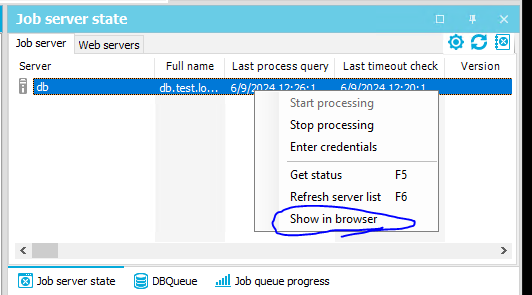 Job server state
Job server Web servers
Server Full name Last process query Last timeout check Version
db db.test.lo... 6/9/2024 12:26:1... 6/9/2024 12:20:1...
Start processing
Stop processing
Enter credentials
Get status F5
Refresh server list F6
Show in browser
Job server state DBQueue Job queue progress